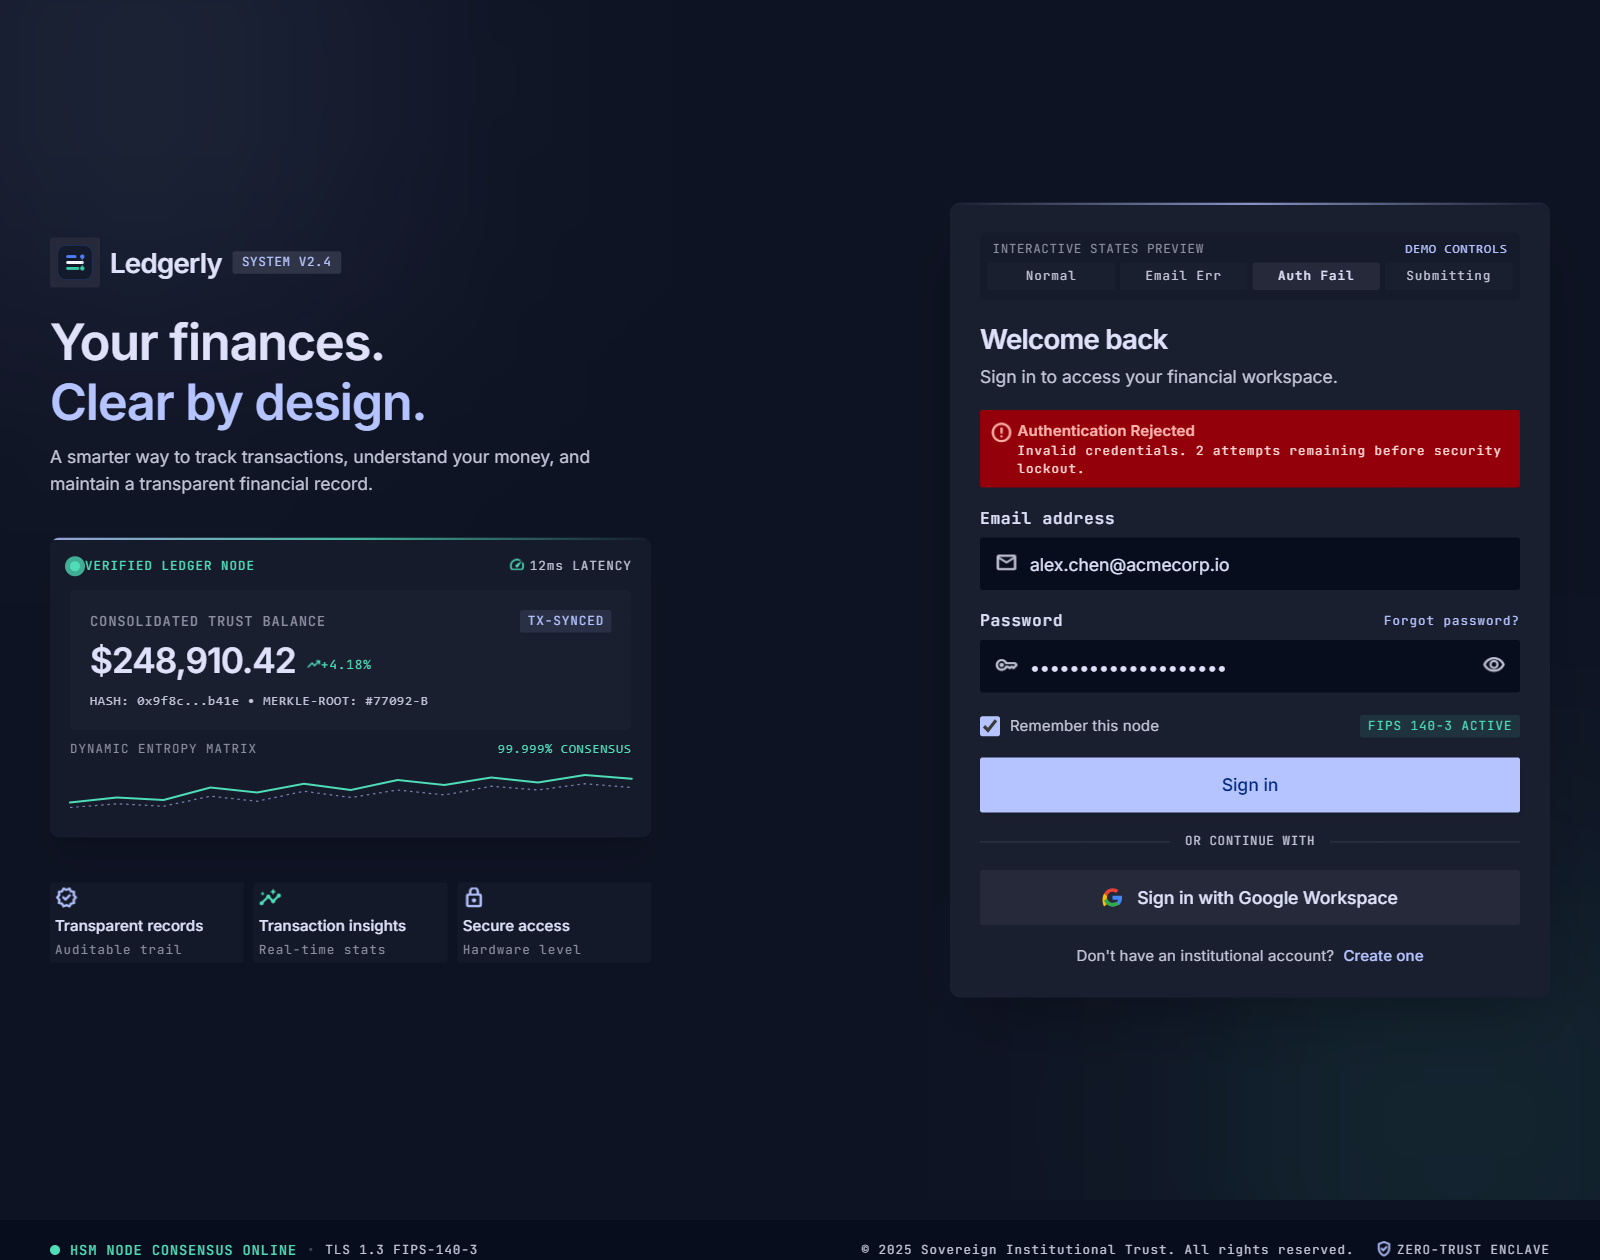 Ledgerly
SYSTEM V2.4
Your finances.
Clear by design.
A smarter way to track transactions, understand your money, and
maintain a transparent financial record.
VERIFIED LEDGER NODE
12ms LATENCY
CONSOLIDATED TRUST BALANCE
TX-SYNCED
$248,910.42
+4.18%
HASH: 0x9f8c...b41e • MERKLE-ROOT: #77092-B
DYNAMIC ENTROPY MATRIX
99.999% CONSENSUS
Transparent records
Auditable trail
Transaction insights
Real-time stats
Secure access
Hardware level
INTERACTIVE STATES PREVIEW
DEMO CONTROLS
Normal
Email Err
Auth Fail
Submitting
Welcome back
Sign in to access your financial workspace.
Authentication Rejected
Invalid credentials. 2 attempts remaining before security
lockout.
Email address
alex.chen@acmecorp.io
Password
Forgot password?
••••••••••••••••••••
Remember this node
FIPS 140-3 ACTIVE
Sign in
OR CONTINUE WITH
Sign in with Google Workspace
Don't have an institutional account? Create one
HSM NODE CONSENSUS ONLINE · TLS 1.3 FIPS-140-3
© 2025 Sovereign Institutional Trust. All rights reserved.
ZERO-TRUST ENCLAVE